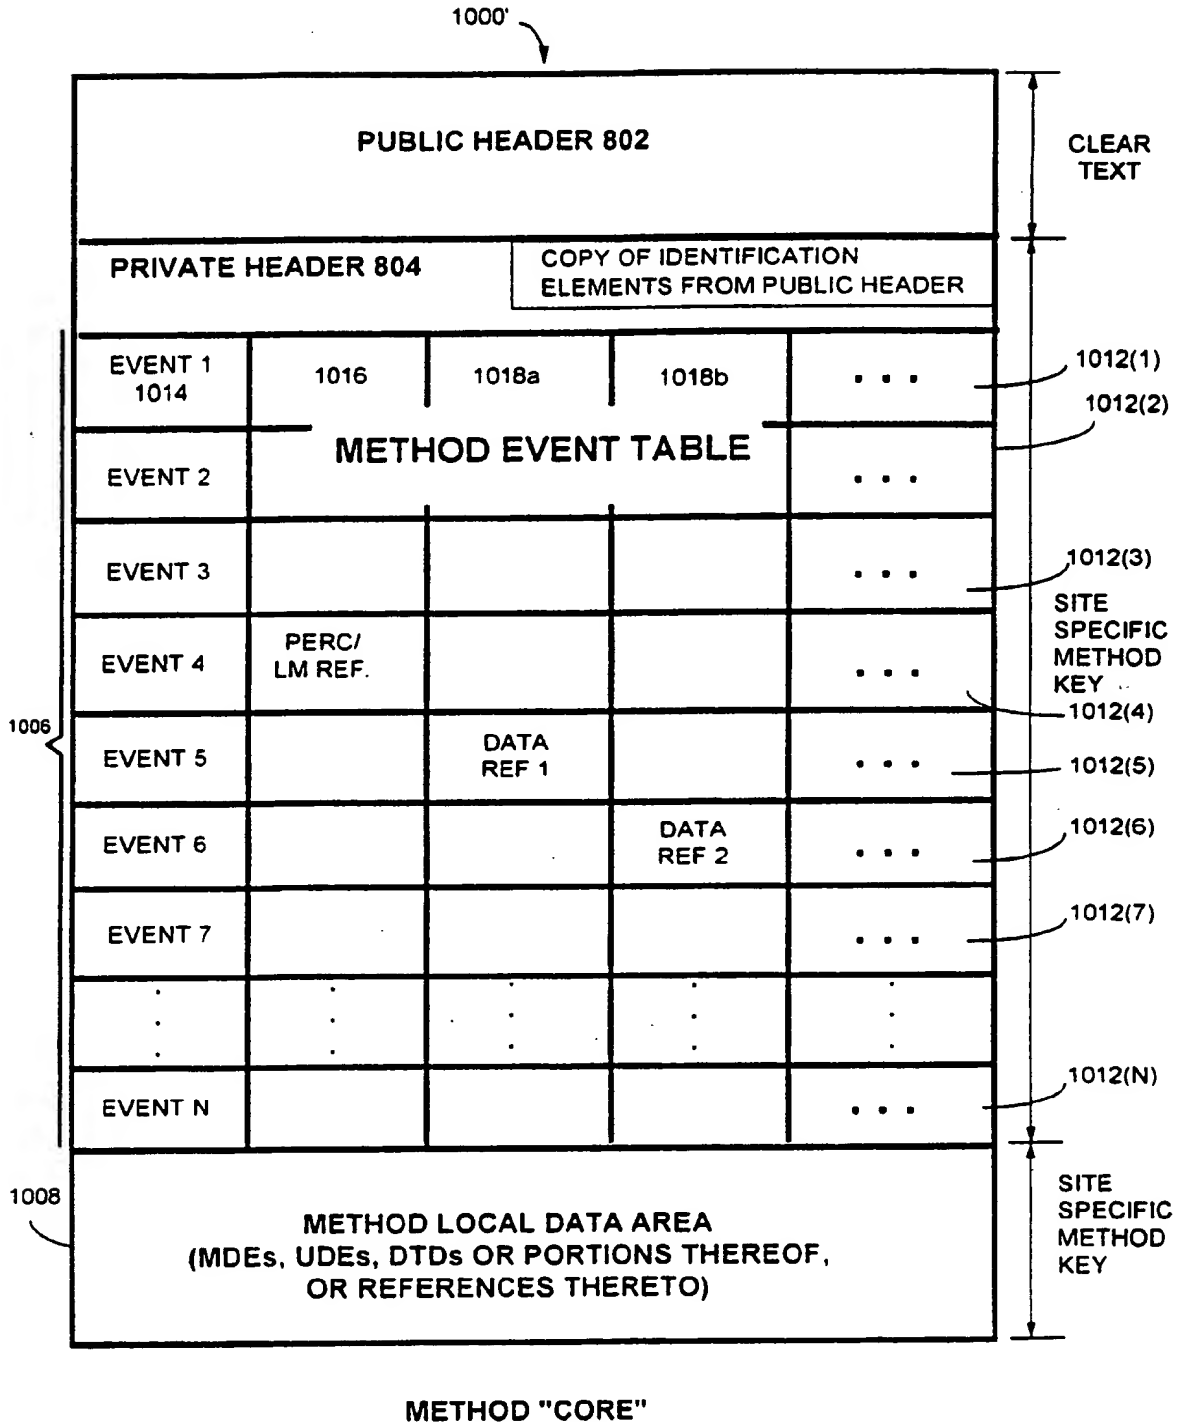 1000'
PUBLIC HEADER 802
CLEAR
TEXT
PRIVATE HEADER 804
COPY OF IDENTIFICATION
ELEMENTS FROM PUBLIC HEADER
EVENT 1
1014
1016
1018a
1018b
. . .
1012(1)
1012(2)
METHOD EVENT TABLE
EVENT 2
. . .
EVENT 3
. . .
1012(3)
SITE
SPECIFIC
METHOD
KEY
EVENT 4
PERC/
LM REF.
. . .
1012(4)
1006
EVENT 5
DATA
REF 1
. . .
1012(5)
EVENT 6
DATA
REF 2
. . .
1012(6)
EVENT 7
. . .
1012(7)
EVENT N
. . .
1012(N)
1008
METHOD LOCAL DATA AREA
(MDEs, UDEs, DTDs OR PORTIONS THEREOF,
OR REFERENCES THERETO)
SITE
SPECIFIC
METHOD
KEY
METHOD "CORE"